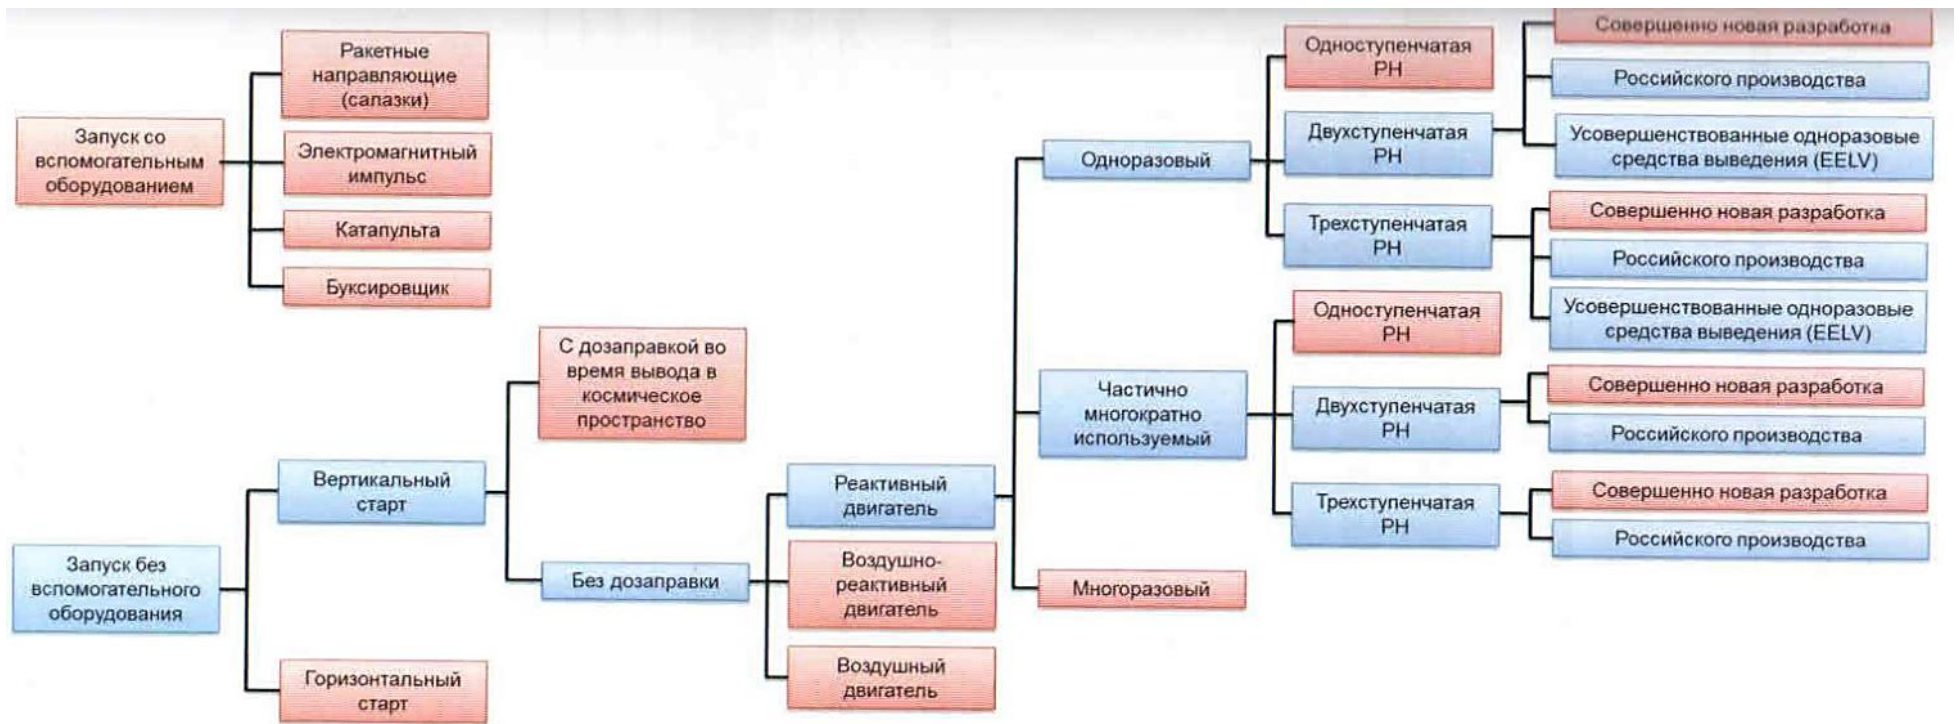 Запуск со
вспомогательным
оборудованием
Ракетные
направляющие
(салазки)
Электромагнитный
импульс
Катапульта
Буксировщик
Запуск без
вспомогательного
оборудования
Вертикальный
старт
Горизонтальный
старт
С дозаправкой во
время вывода в
космическое
пространство
Без дозаправки
Реактивный
двигатель
Воздушно-
реактивный
двигатель
Воздушный
двигатель
Одноразовый
Частично
многократно
используемый
Многоразовый
Одноступенчатая
РН
Двухступенчатая
РН
Трехступенчатая
РН
Одноступенчатая
РН
Двухступенчатая
РН
Трехступенчатая
РН
Совершенно новая разработка
Российского производства
Усовершенствованные одноразовые
средства выведения (EELV)
Совершенно новая разработка
Российского производства
Усовершенствованные одноразовые
средства выведения (EELV)
Совершенно новая разработка
Российского производства
Совершенно новая разработка
Российского производства